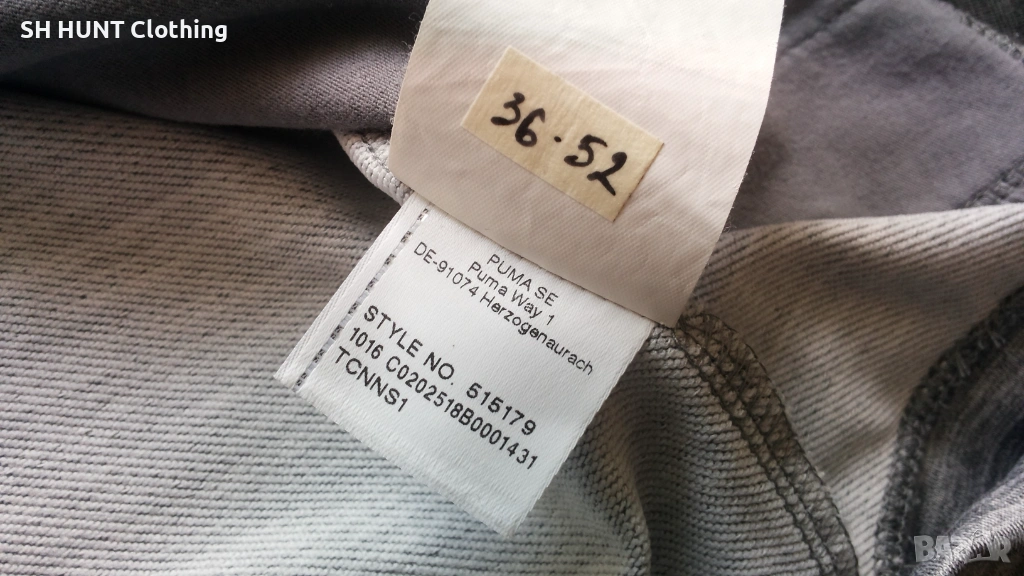 SH HUNT Clothing
36-52
PUMA SE
Puma Way 1
DE-91074 Herzogenaurach
STYLE NO. 515179
1016 C0202518B0001431
TCNNS1
BAZAR